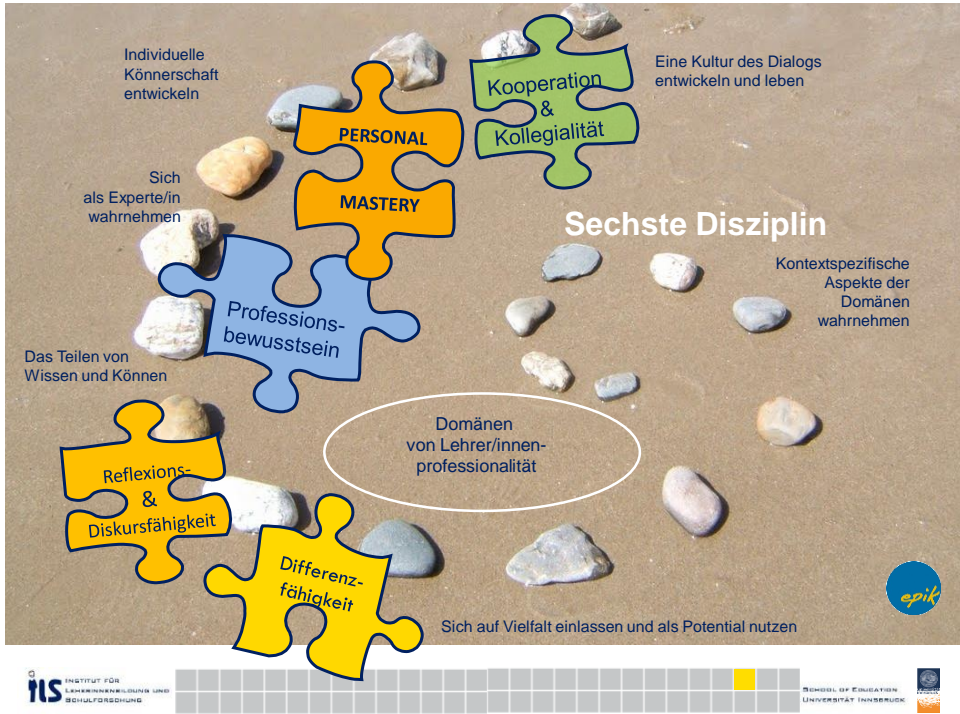 Individuelle
Könnerschaft
entwickeln
PERSONAL
MASTERY
Kooperation
&
Kollegialität
Eine Kultur des Dialogs
entwickeln und leben
Sich
als Experte/in
wahrnehmen
Professions-
bewusstsein
Sechste Disziplin
Kontextspezifische
Aspekte der
Domänen
wahrnehmen
Das Teilen von
Wissen und Können
Reflexions-
&
Diskursfähigkeit
Domänen
von Lehrer/innen-
professionalität
Differenz-
fähigkeit
Sich auf Vielfalt einlassen und als Potential nutzen
epik
ILS
INSTITUT FÜR
LEHRERINNENBILDUNG UND
SCHULFORSCHUNG
SCHOOL OF EDUCATION
UNIVERSITÄT INNSBRUCK